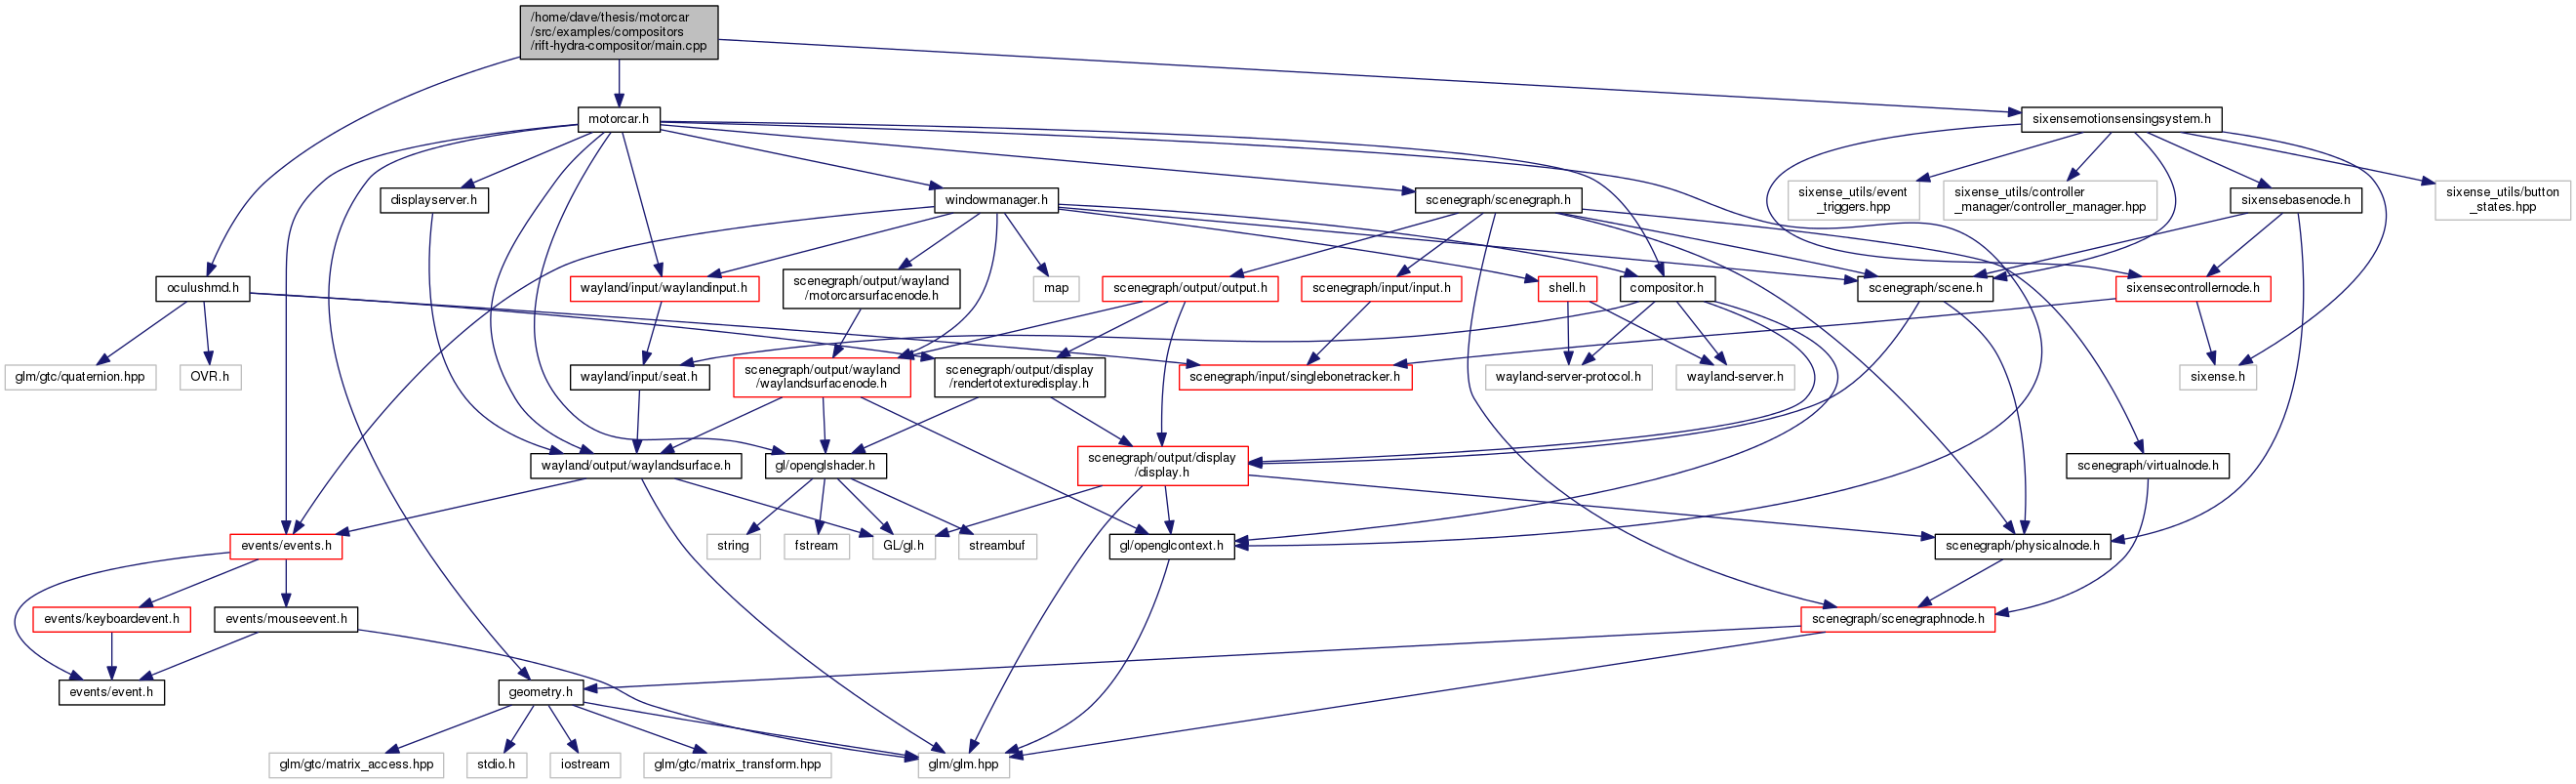 /home/dave/thesis/motorcar
/src/examples/compositors
/rift-hydra-compositor/main.cpp
motorcar.h
sixensemotionsensingsystem.h
displayserver.h
windowmanager.h
scenegraph/scenegraph.h
sixense_utils/event
_triggers.hpp
sixense_utils/controller
_manager/controller_manager.hpp
sixensebasenode.h
sixense_utils/button
_states.hpp
oculushmd.h
wayland/input/waylandinput.h
scenegraph/output/wayland
/motorcarsurfacenode.h
map
scenegraph/output/output.h
scenegraph/input/input.h
shell.h
compositor.h
scenegraph/scene.h
sixensecontrollernode.h
glm/gtc/quaternion.hpp
OVR.h
wayland/input/seat.h
scenegraph/output/wayland
/waylandsurfacenode.h
scenegraph/output/display
/rendertotexturedisplay.h
scenegraph/input/singlebonetracker.h
wayland-server-protocol.h
wayland-server.h
sixense.h
wayland/output/waylandsurface.h
gl/openglshader.h
scenegraph/output/display
/display.h
scenegraph/virtualnode.h
events/events.h
string
fstream
GL/gl.h
streambuf
gl/openglcontext.h
scenegraph/physicalnode.h
events/keyboardevent.h
events/mouseevent.h
scenegraph/scenegraphnode.h
events/event.h
geometry.h
glm/gtc/matrix_access.hpp
stdio.h
iostream
glm/gtc/matrix_transform.hpp
glm/glm.hpp